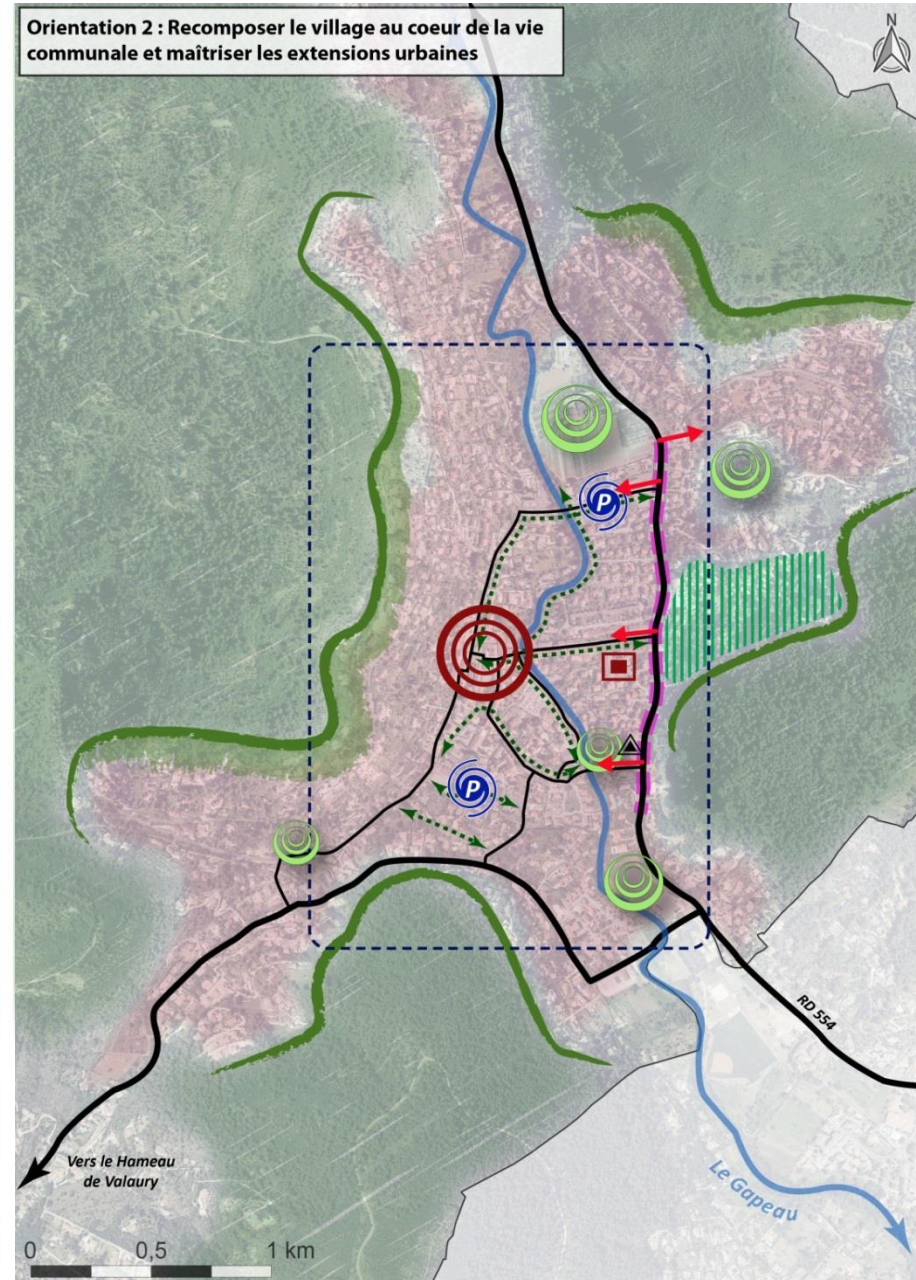 Orientation 2 : Recomposer le village au coeur de la vie
communale et maîtriser les extensions urbaines
N
P
P
RD 554
Vers le Hameau
de Valaury
Le Gapeau
0 0,5 1 km